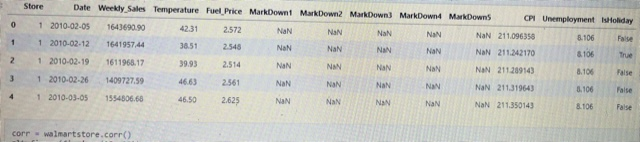 Store Date Weekly_Sales Temperature Fuel_Price MarkDown1 MarkDown2 MarkDown3 MarkDown4 MarkDown5 CPI Unemployment IsHoliday
0 1 2010-02-05 1643690.90 42.31 2.572 NaN NaN NaN NaN NaN 211.096358 8.106 False
1 1 2010-02-12 1641957.44 38.51 2.548 NaN NaN NaN NaN NaN 211.242170 8.106 True
2 1 2010-02-19 1611968.17 39.93 2.514 NaN NaN NaN NaN NaN 211.289143 8.106 False
3 1 2010-02-26 1409727.59 46.63 2.561 NaN NaN NaN NaN NaN 211.319643 8.106 False
4 1 2010-03-05 1554806.68 46.50 2.625 NaN NaN NaN NaN NaN 211.350143 8.106 False
corr = walmartstore.corr()